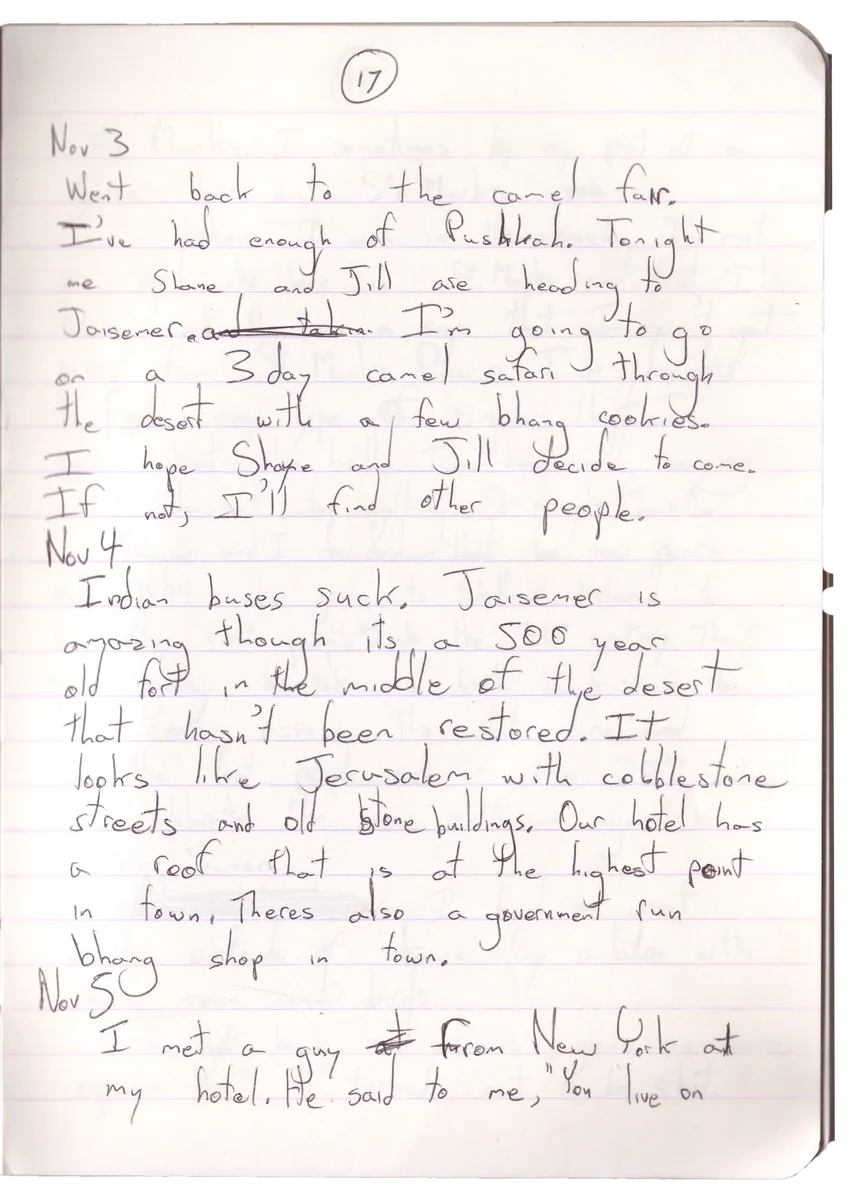 17
Nov 3
Went back to the camel fair.
I've had enough of Pushkah. Tonight
me Shane and Jill are heading to
Jaisemer. I'm going to go
on a 3 day camel safari through
the desert with a few bhang cookies.
I hope Shane and Jill decide to come.
If not, I'll find other people.
Nov 4
Indian buses suck. Jaisemer is
amazing though its a 500 year
old fort in the middle of the desert
that hasn't been restored. It
looks like Jerusalem with cobblestone
streets and old stone buildings. Our hotel has
a roof that is at the highest point
in town. Theres also a government run
bhang shop in town.
Nov 5
I met a guy from New York at
my hotel. He said to me, "You live on